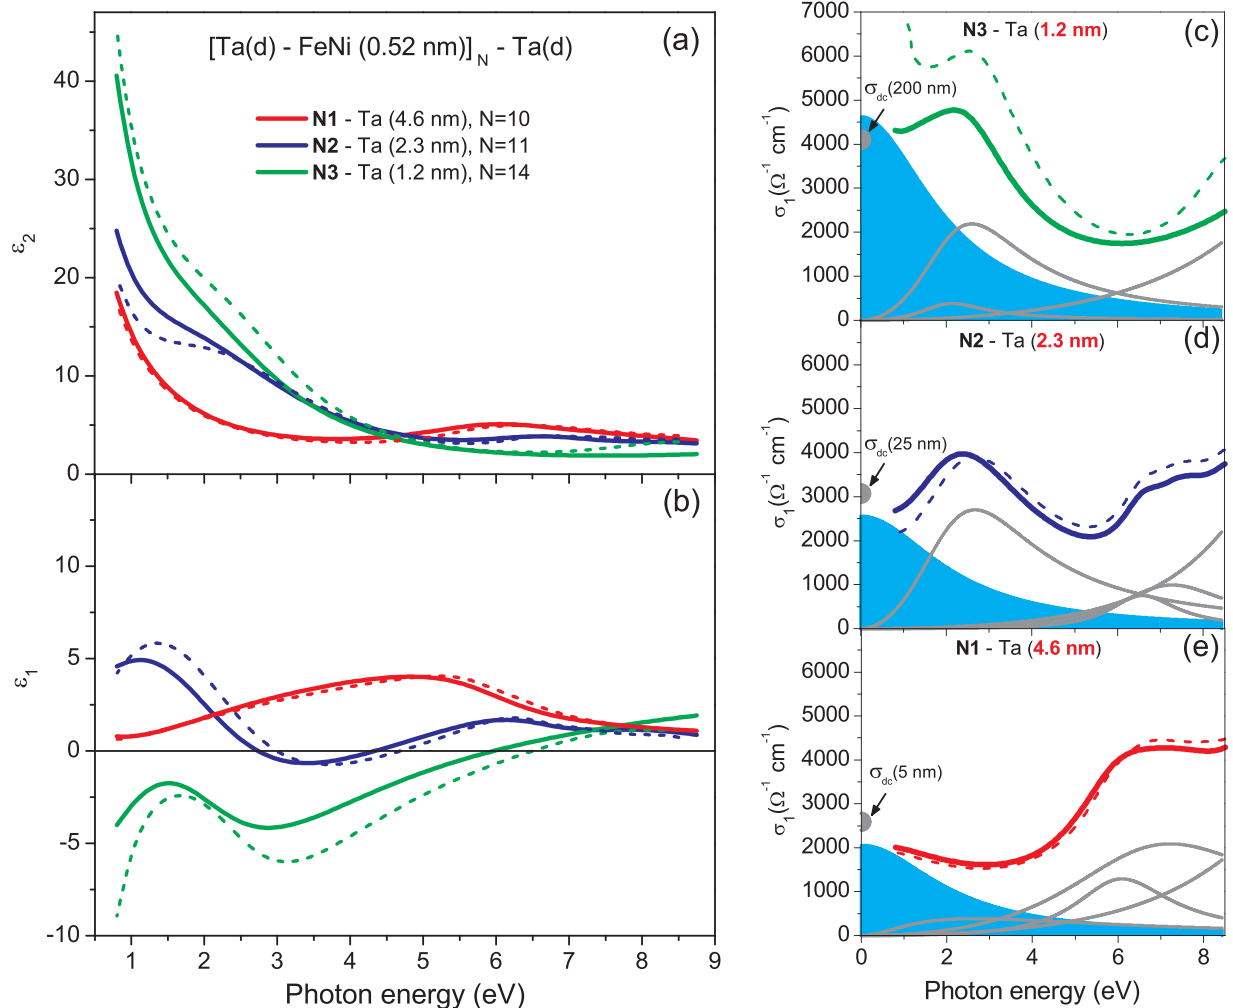 (a)
[Ta(d) - FeNi (0.52 nm)]N - Ta(d)
N1 - Ta (4.6 nm), N=10
N2 - Ta (2.3 nm), N=11
N3 - Ta (1.2 nm), N=14
40
30
20
10
0
ε2
(b)
10
5
0
-5
-10
ε1
1 2 3 4 5 6 7 8 9
Photon energy (eV)
(c)
N3 - Ta (1.2 nm)
σdc(200 nm)
7000
6000
5000
4000
3000
2000
1000
0
σ1(Ω-1 cm-1)
(d)
N2 - Ta (2.3 nm)
σdc(25 nm)
6000
5000
4000
3000
2000
1000
0
σ1(Ω-1 cm-1)
(e)
N1 - Ta (4.6 nm)
σdc(5 nm)
6000
5000
4000
3000
2000
1000
0
σ1(Ω-1 cm-1)
0 2 4 6 8
Photon energy (eV)